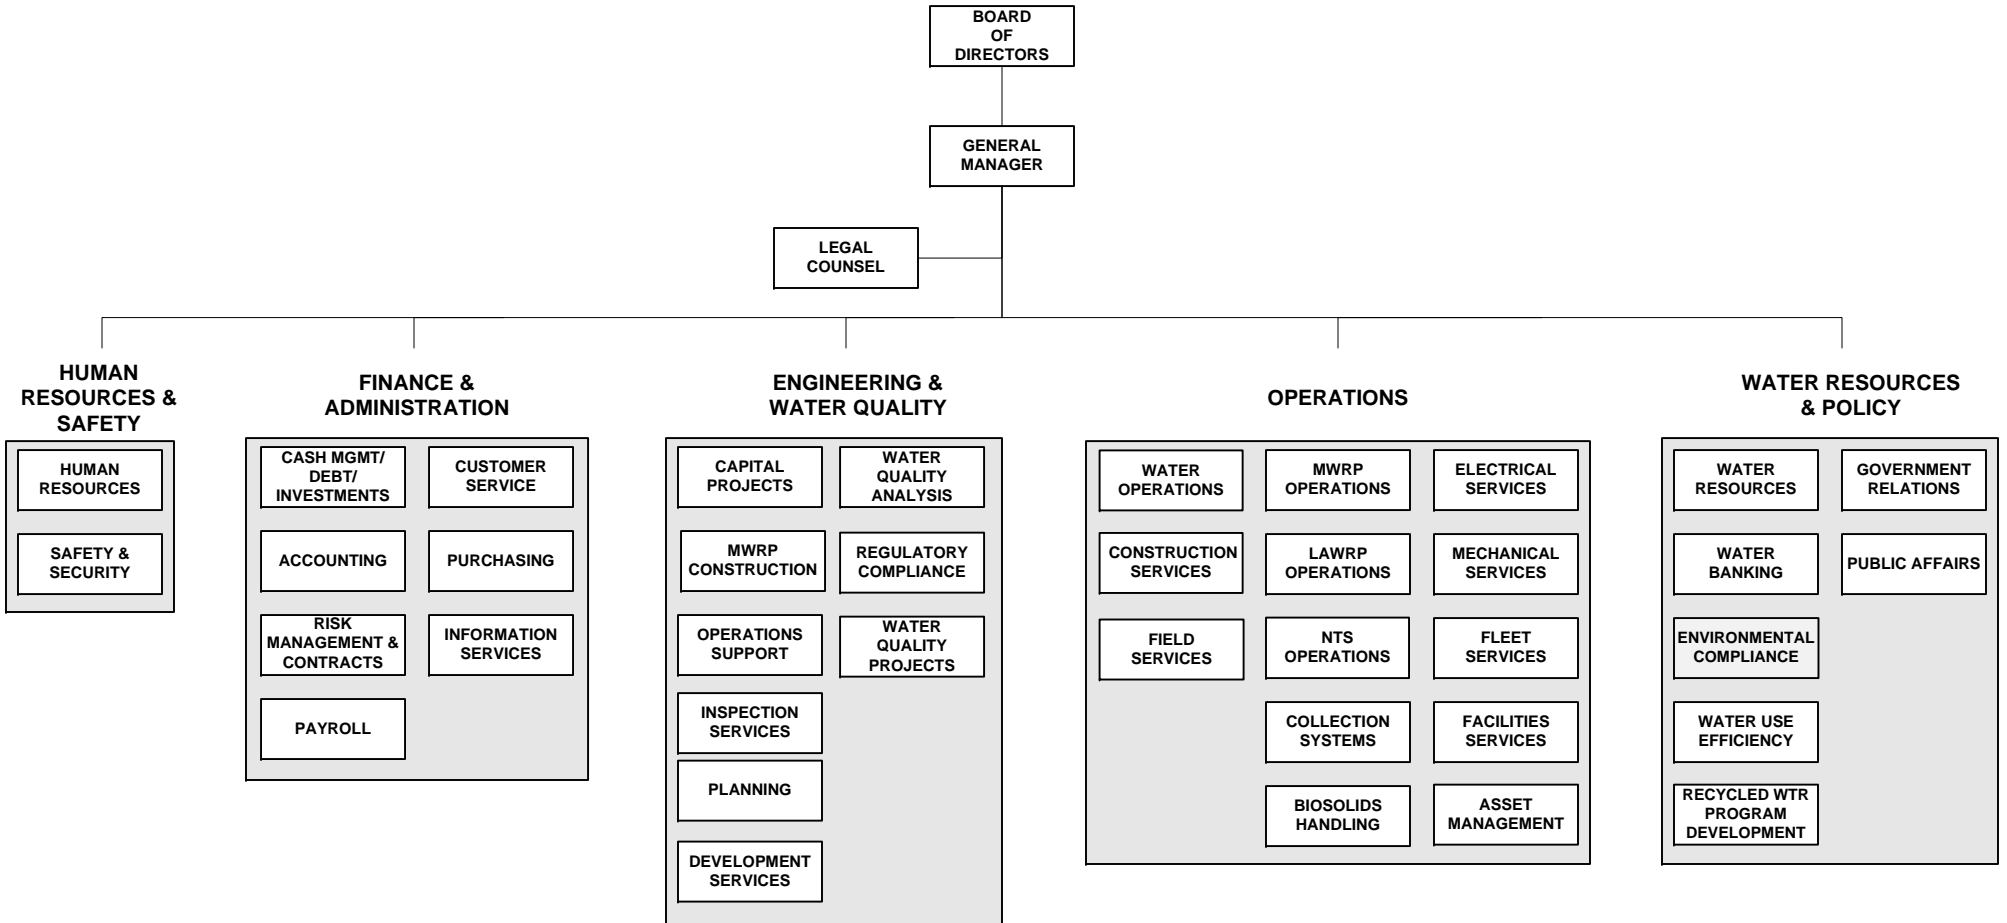 BOARD
OF
DIRECTORS
GENERAL
MANAGER
LEGAL
COUNSEL
HUMAN
RESOURCES &
SAFETY
HUMAN
RESOURCES
SAFETY &
SECURITY
FINANCE &
ADMINISTRATION
CASH MGMT/
DEBT/
INVESTMENTS
CUSTOMER
SERVICE
ACCOUNTING
PURCHASING
RISK
MANAGEMENT &
CONTRACTS
INFORMATION
SERVICES
PAYROLL
ENGINEERING &
WATER QUALITY
CAPITAL
PROJECTS
WATER
QUALITY
ANALYSIS
MWRP
CONSTRUCTION
REGULATORY
COMPLIANCE
OPERATIONS
SUPPORT
WATER
QUALITY
PROJECTS
INSPECTION
SERVICES
PLANNING
DEVELOPMENT
SERVICES
OPERATIONS
WATER
OPERATIONS
MWRP
OPERATIONS
ELECTRICAL
SERVICES
CONSTRUCTION
SERVICES
LAWRP
OPERATIONS
MECHANICAL
SERVICES
FIELD
SERVICES
NTS
OPERATIONS
FLEET
SERVICES
COLLECTION
SYSTEMS
FACILITIES
SERVICES
BIOSOLIDS
HANDLING
ASSET
MANAGEMENT
WATER RESOURCES
& POLICY
WATER
RESOURCES
GOVERNMENT
RELATIONS
WATER
BANKING
PUBLIC AFFAIRS
ENVIRONMENTAL
COMPLIANCE
WATER USE
EFFICIENCY
RECYCLED WTR
PROGRAM
DEVELOPMENT